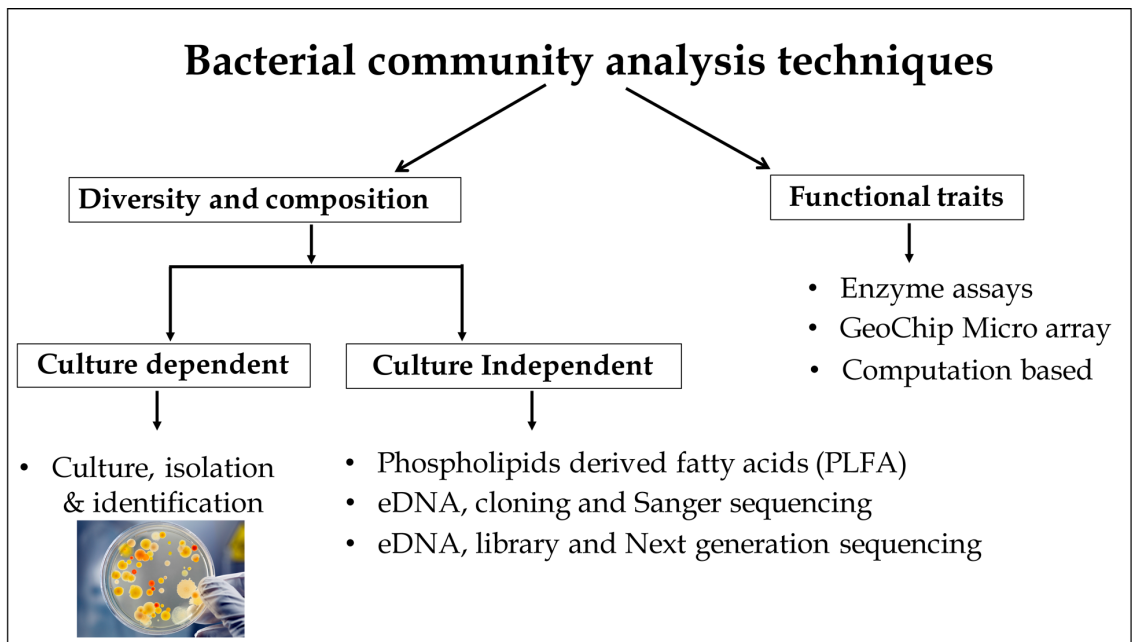 Bacterial community analysis techniques
Diversity and composition
Functional traits
• Enzyme assays
• GeoChip Micro array
• Computation based
Culture dependent
Culture Independent
• Culture, isolation
& identification
• Phospholipids derived fatty acids (PLFA)
• eDNA, cloning and Sanger sequencing
• eDNA, library and Next generation sequencing